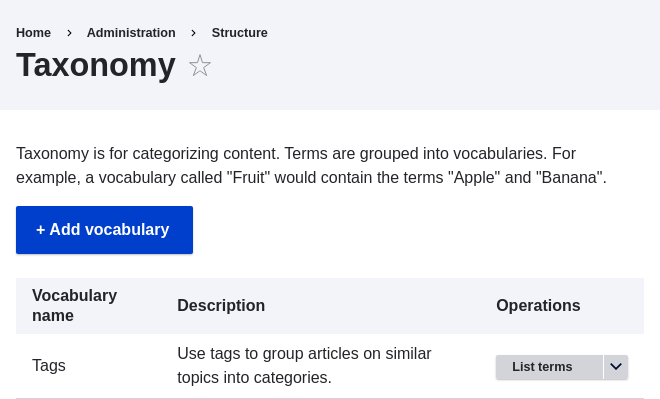 Home > Administration > Structure
Taxonomy
Taxonomy is for categorizing content. Terms are grouped into vocabularies. For
example, a vocabulary called "Fruit" would contain the terms "Apple" and "Banana".
+ Add vocabulary
Vocabulary
name
Description
Operations
Tags
Use tags to group articles on similar
topics into categories.
List terms